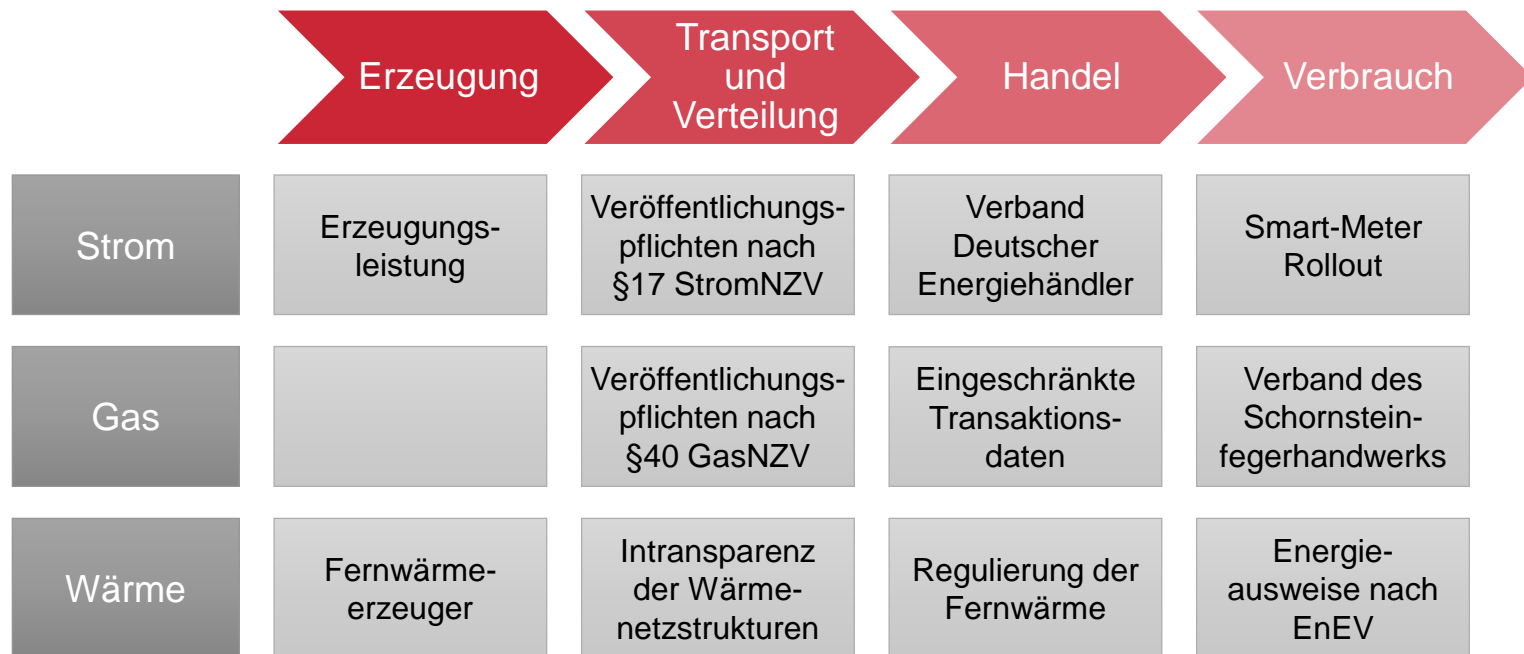 Erzeugung
Transport
und
Verteilung
Handel
Verbrauch
Strom
Erzeugungs-
leistung
Veröffentlichungs-
pflichten nach
§17 StromNZV
Verband
Deutscher
Energiehändler
Smart-Meter
Rollout
Gas
Veröffentlichungs-
pflichten nach
§40 GasNZV
Eingeschränkte
Transaktions-
daten
Verband des
Schornstein-
fegerhandwerks
Wärme
Fernwärme-
erzeuger
Intransparenz
der Wärme-
netzstrukturen
Regulierung der
Fernwärme
Energie-
ausweise nach
EnEV